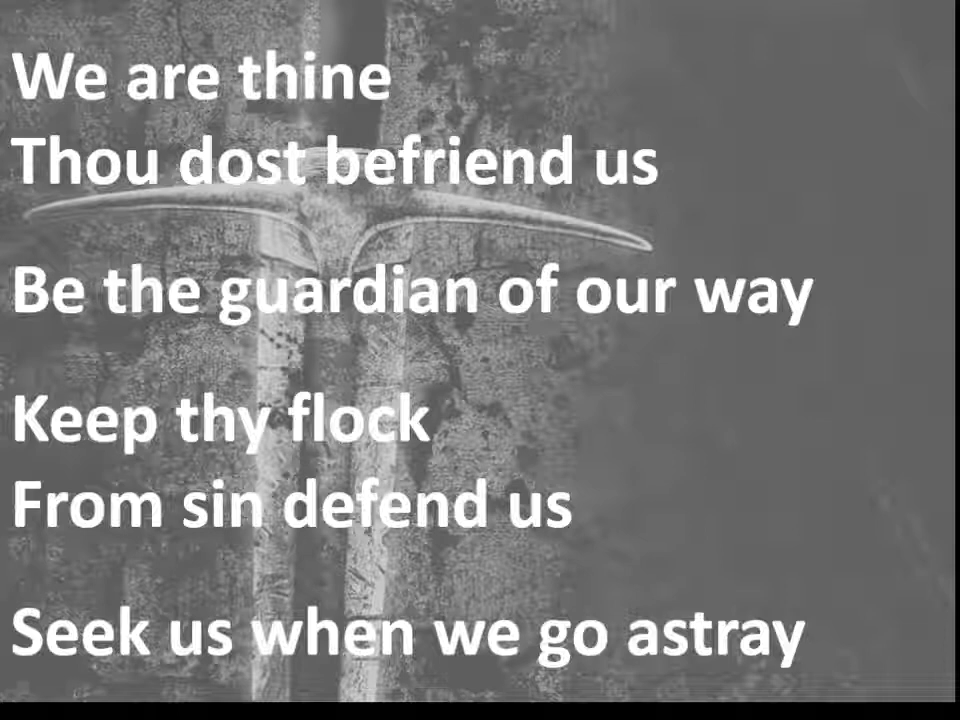 We are thine
Thou dost befriend us
Be the guardian of our way
Keep thy flock
From sin defend us
Seek us when we go astray